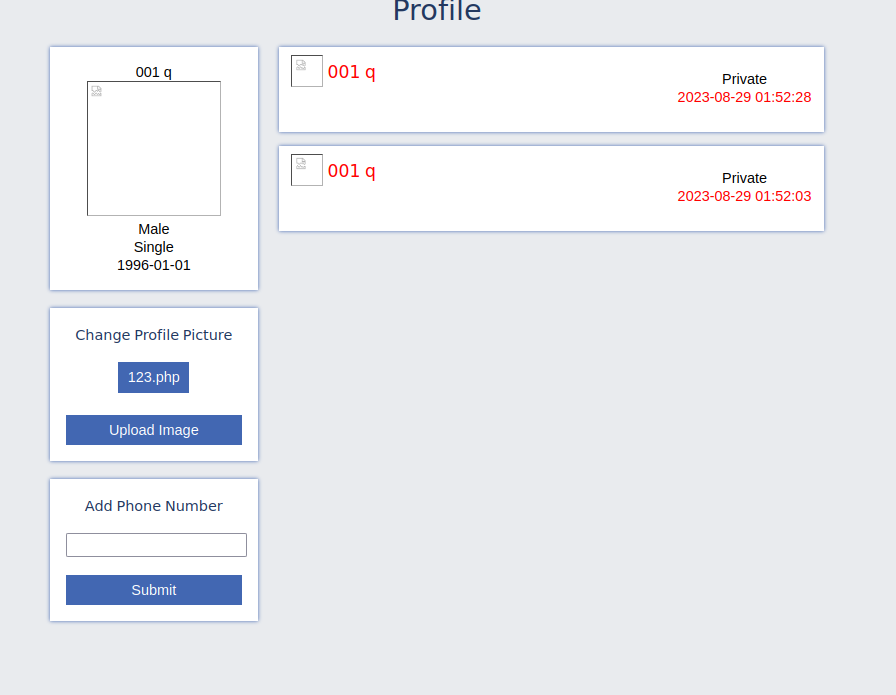 Profile
001 q
Male
Single
1996-01-01
Change Profile Picture
123.php
Upload Image
Add Phone Number
Submit
001 q
Private
2023-08-29 01:52:28
001 q
Private
2023-08-29 01:52:03